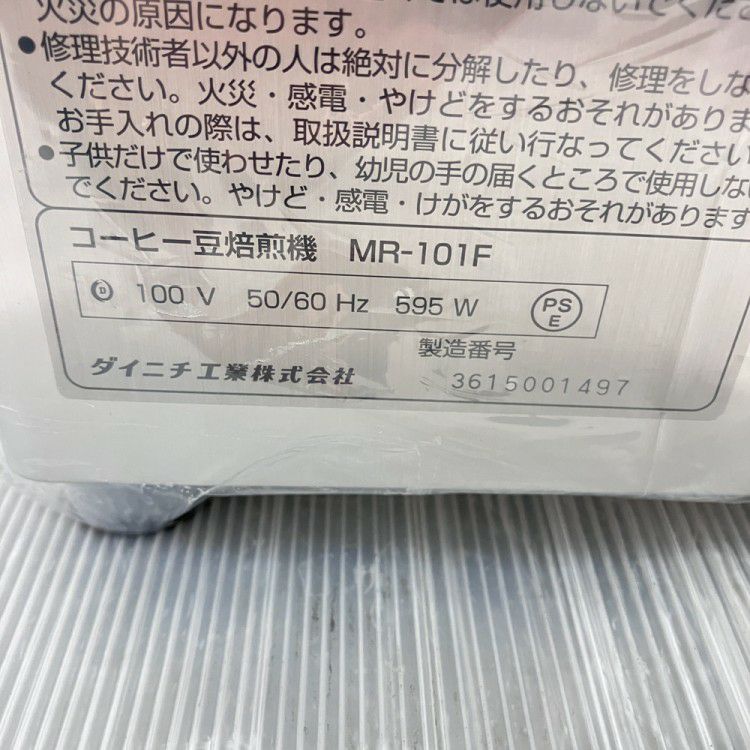 火災の原因になります。
●修理技術者以外の人は絶対に分解したり、修理をしな
ください。火災・感電・やけどをするおそれがありま
お手入れの際は、取扱説明書に従い行なってください
●子供だけで使わせたり、幼児の手の届くところで使用しな
でください。やけど・感電・けがをするおそれがあります
コーヒー豆焙煎機 MR-101F
100 V 50/60 Hz 595 W PS E
製造番号
ダイニチ工業株式会社 3615001497